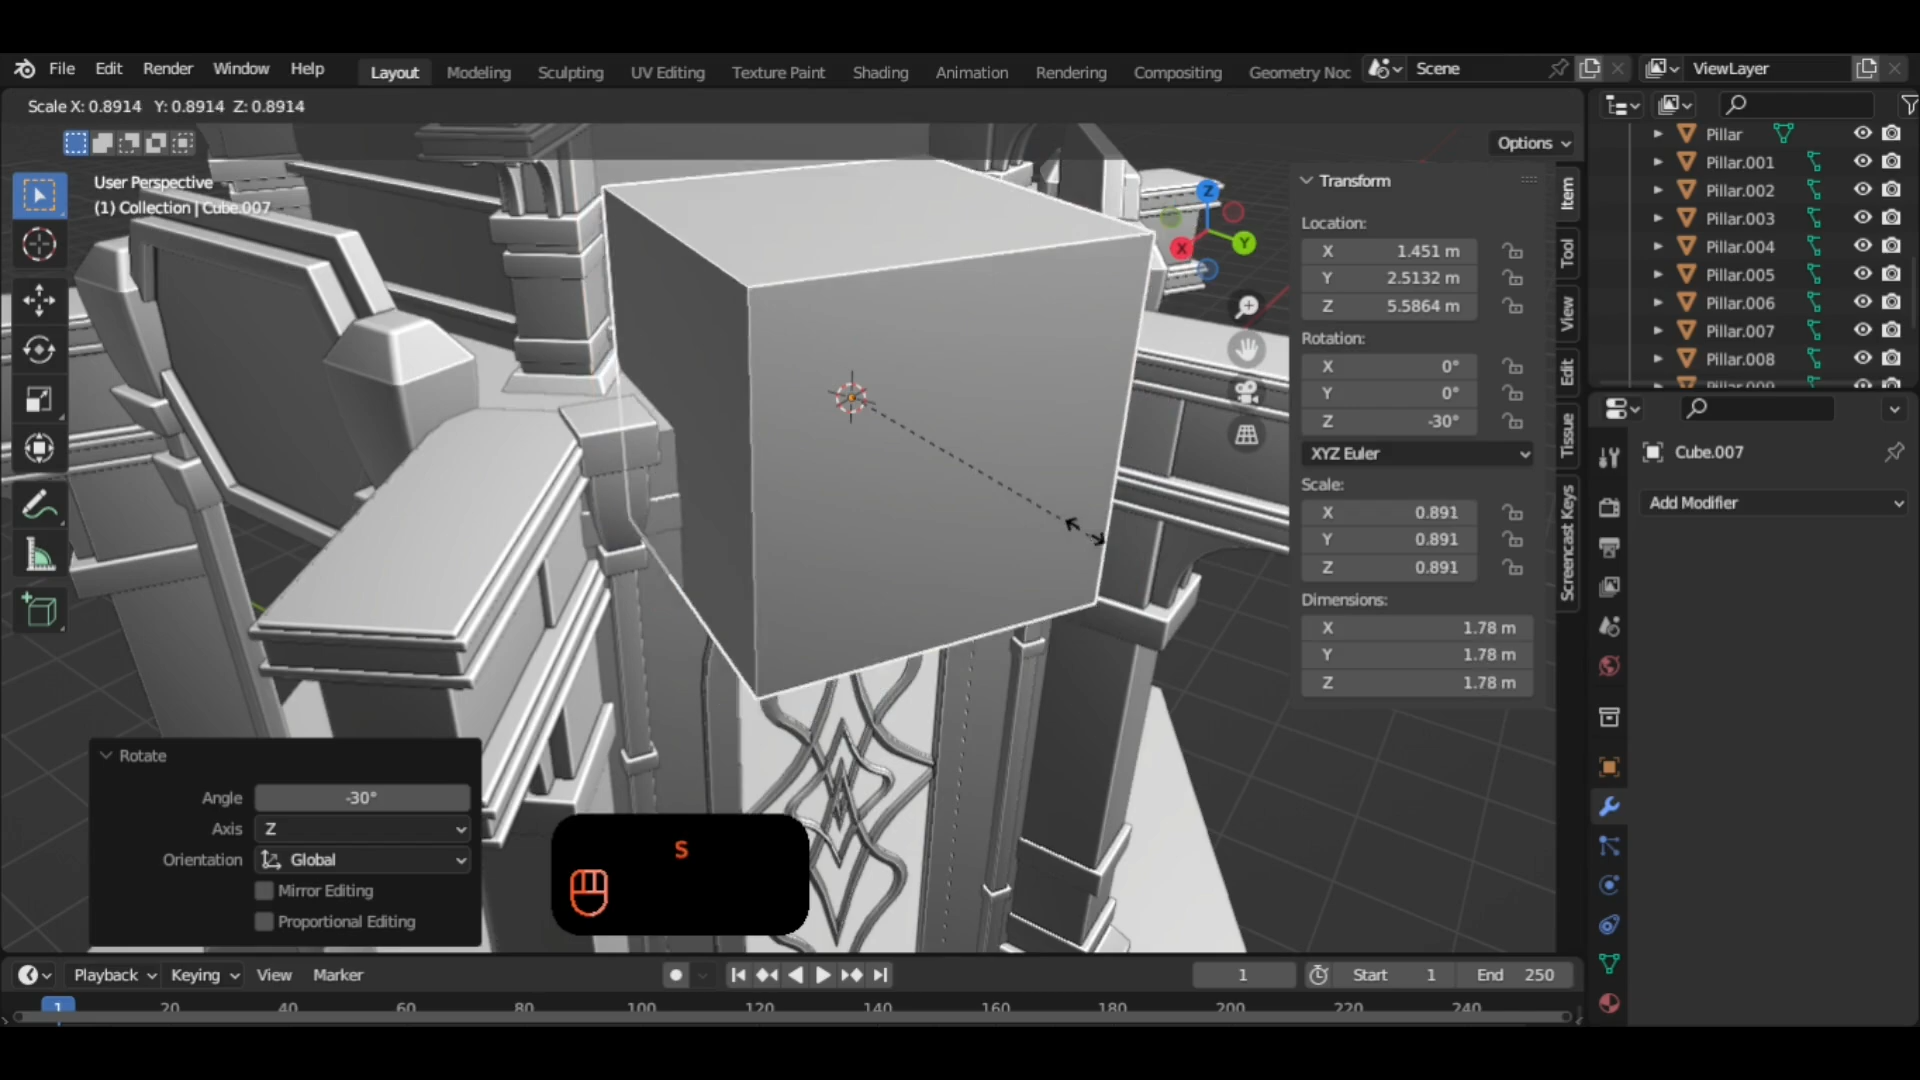 File Edit Render Window Help Layout Modeling Sculpting UV Editing Texture Paint Shading Animation Rendering Compositing Geometry Noc Scene ViewLayer
Scale X: 0.8914 Y: 0.8914 Z: 0.8914
Options
User Perspective
(1) Collection | Cube.007
Z
X
Y
Transform
Location:
X 1.451 m
Y 2.5132 m
Z 5.5864 m
Rotation:
X 0°
Y 0°
Z -30°
XYZ Euler
Scale:
X 0.891
Y 0.891
Z 0.891
Dimensions:
X 1.78 m
Y 1.78 m
Z 1.78 m
Item
Tool
View
Edit
Tissue
Screencast Keys
Pillar
Pillar.001
Pillar.002
Pillar.003
Pillar.004
Pillar.005
Pillar.006
Pillar.007
Pillar.008
Pillar.009
Cube.007
Add Modifier
Rotate
Angle -30°
Axis Z
Orientation Global
Mirror Editing
Proportional Editing
S
Playback Keying View Marker 1 Start 1 End 250
1 20 40 60 80 100 120 140 160 180 200 220 240